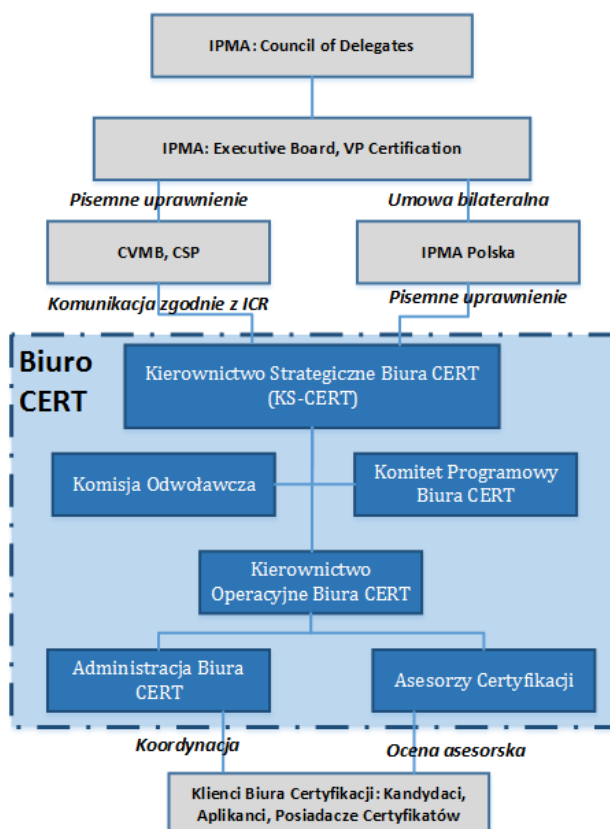 IPMA: Council of Delegates
IPMA: Executive Board, VP Certification
Pisemne uprawnienie
Umowa bilateralna
CVMB, CSP
IPMA Polska
Komunikacja zgodnie z ICR
Pisemne uprawnienie
Biuro
CERT
Kierownictwo Strategiczne Biura CERT
(KS-CERT)
Komisja Odwoławcza
Komitet Programowy
Biura CERT
Kierownictwo
Operacyjne Biura CERT
Administracja Biura
CERT
Asesorzy Certyfikacji
Koordynacja
Ocena asesorska
Klienci Biura Certyfikacji: Kandydaci,
Aplikanci, Posiadacze Certyfikatów